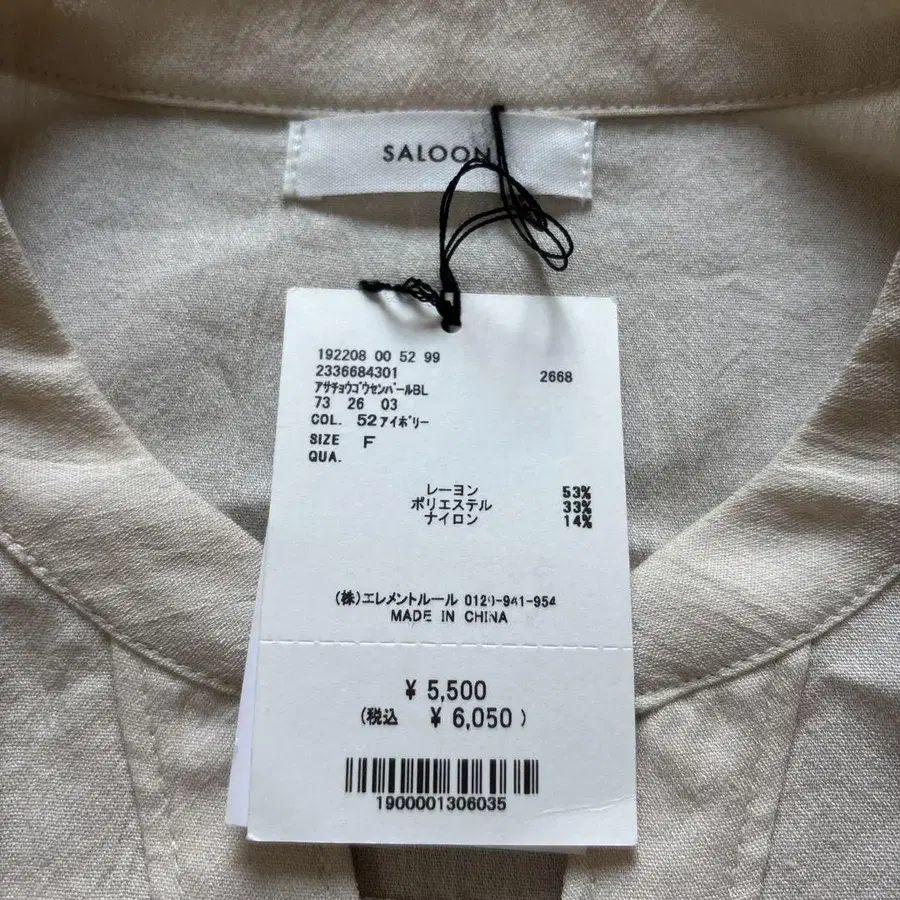 SALOON
192208 00 52 99
2336684301
2668
ｱｻﾁｮｳｺﾞｳｾﾝﾊﾟｰﾙBL
73 26 03
COL. 52ｱｲﾎﾞﾘｰ
SIZE F
QUA.
レーヨン 53%
ポリエステル 33%
ナイロン 14%
(株)エレメントルール 0120-941-954
MADE IN CHINA
¥ 5,500
(税込 ¥ 6,050 )
1900001306035